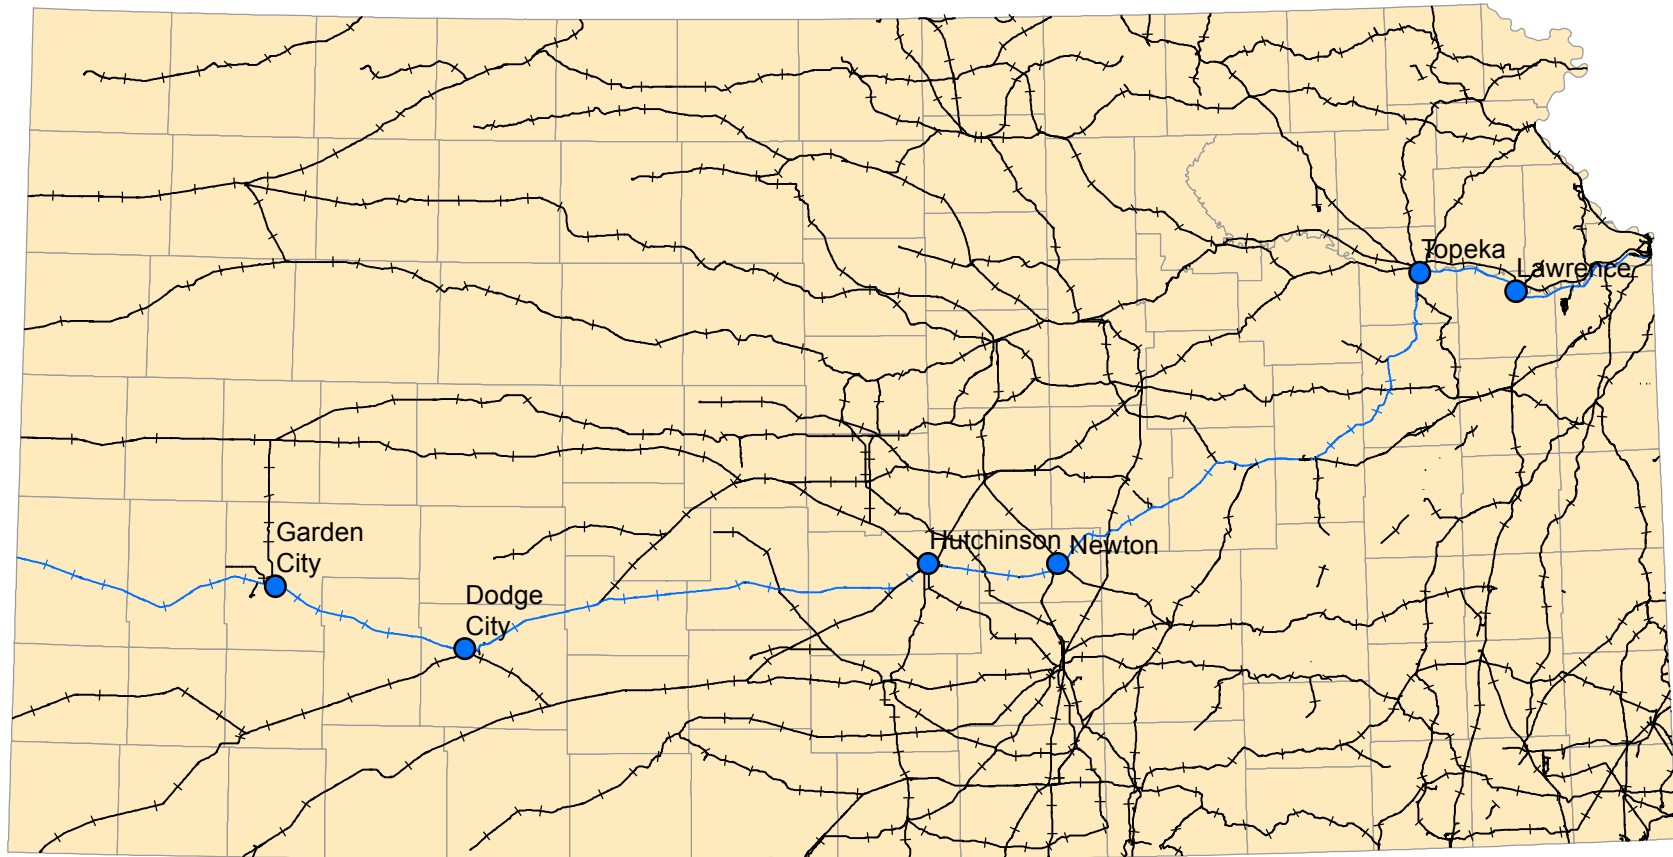 Topeka
Lawrence
Garden
City
Hutchinson
Newton
Dodge
City